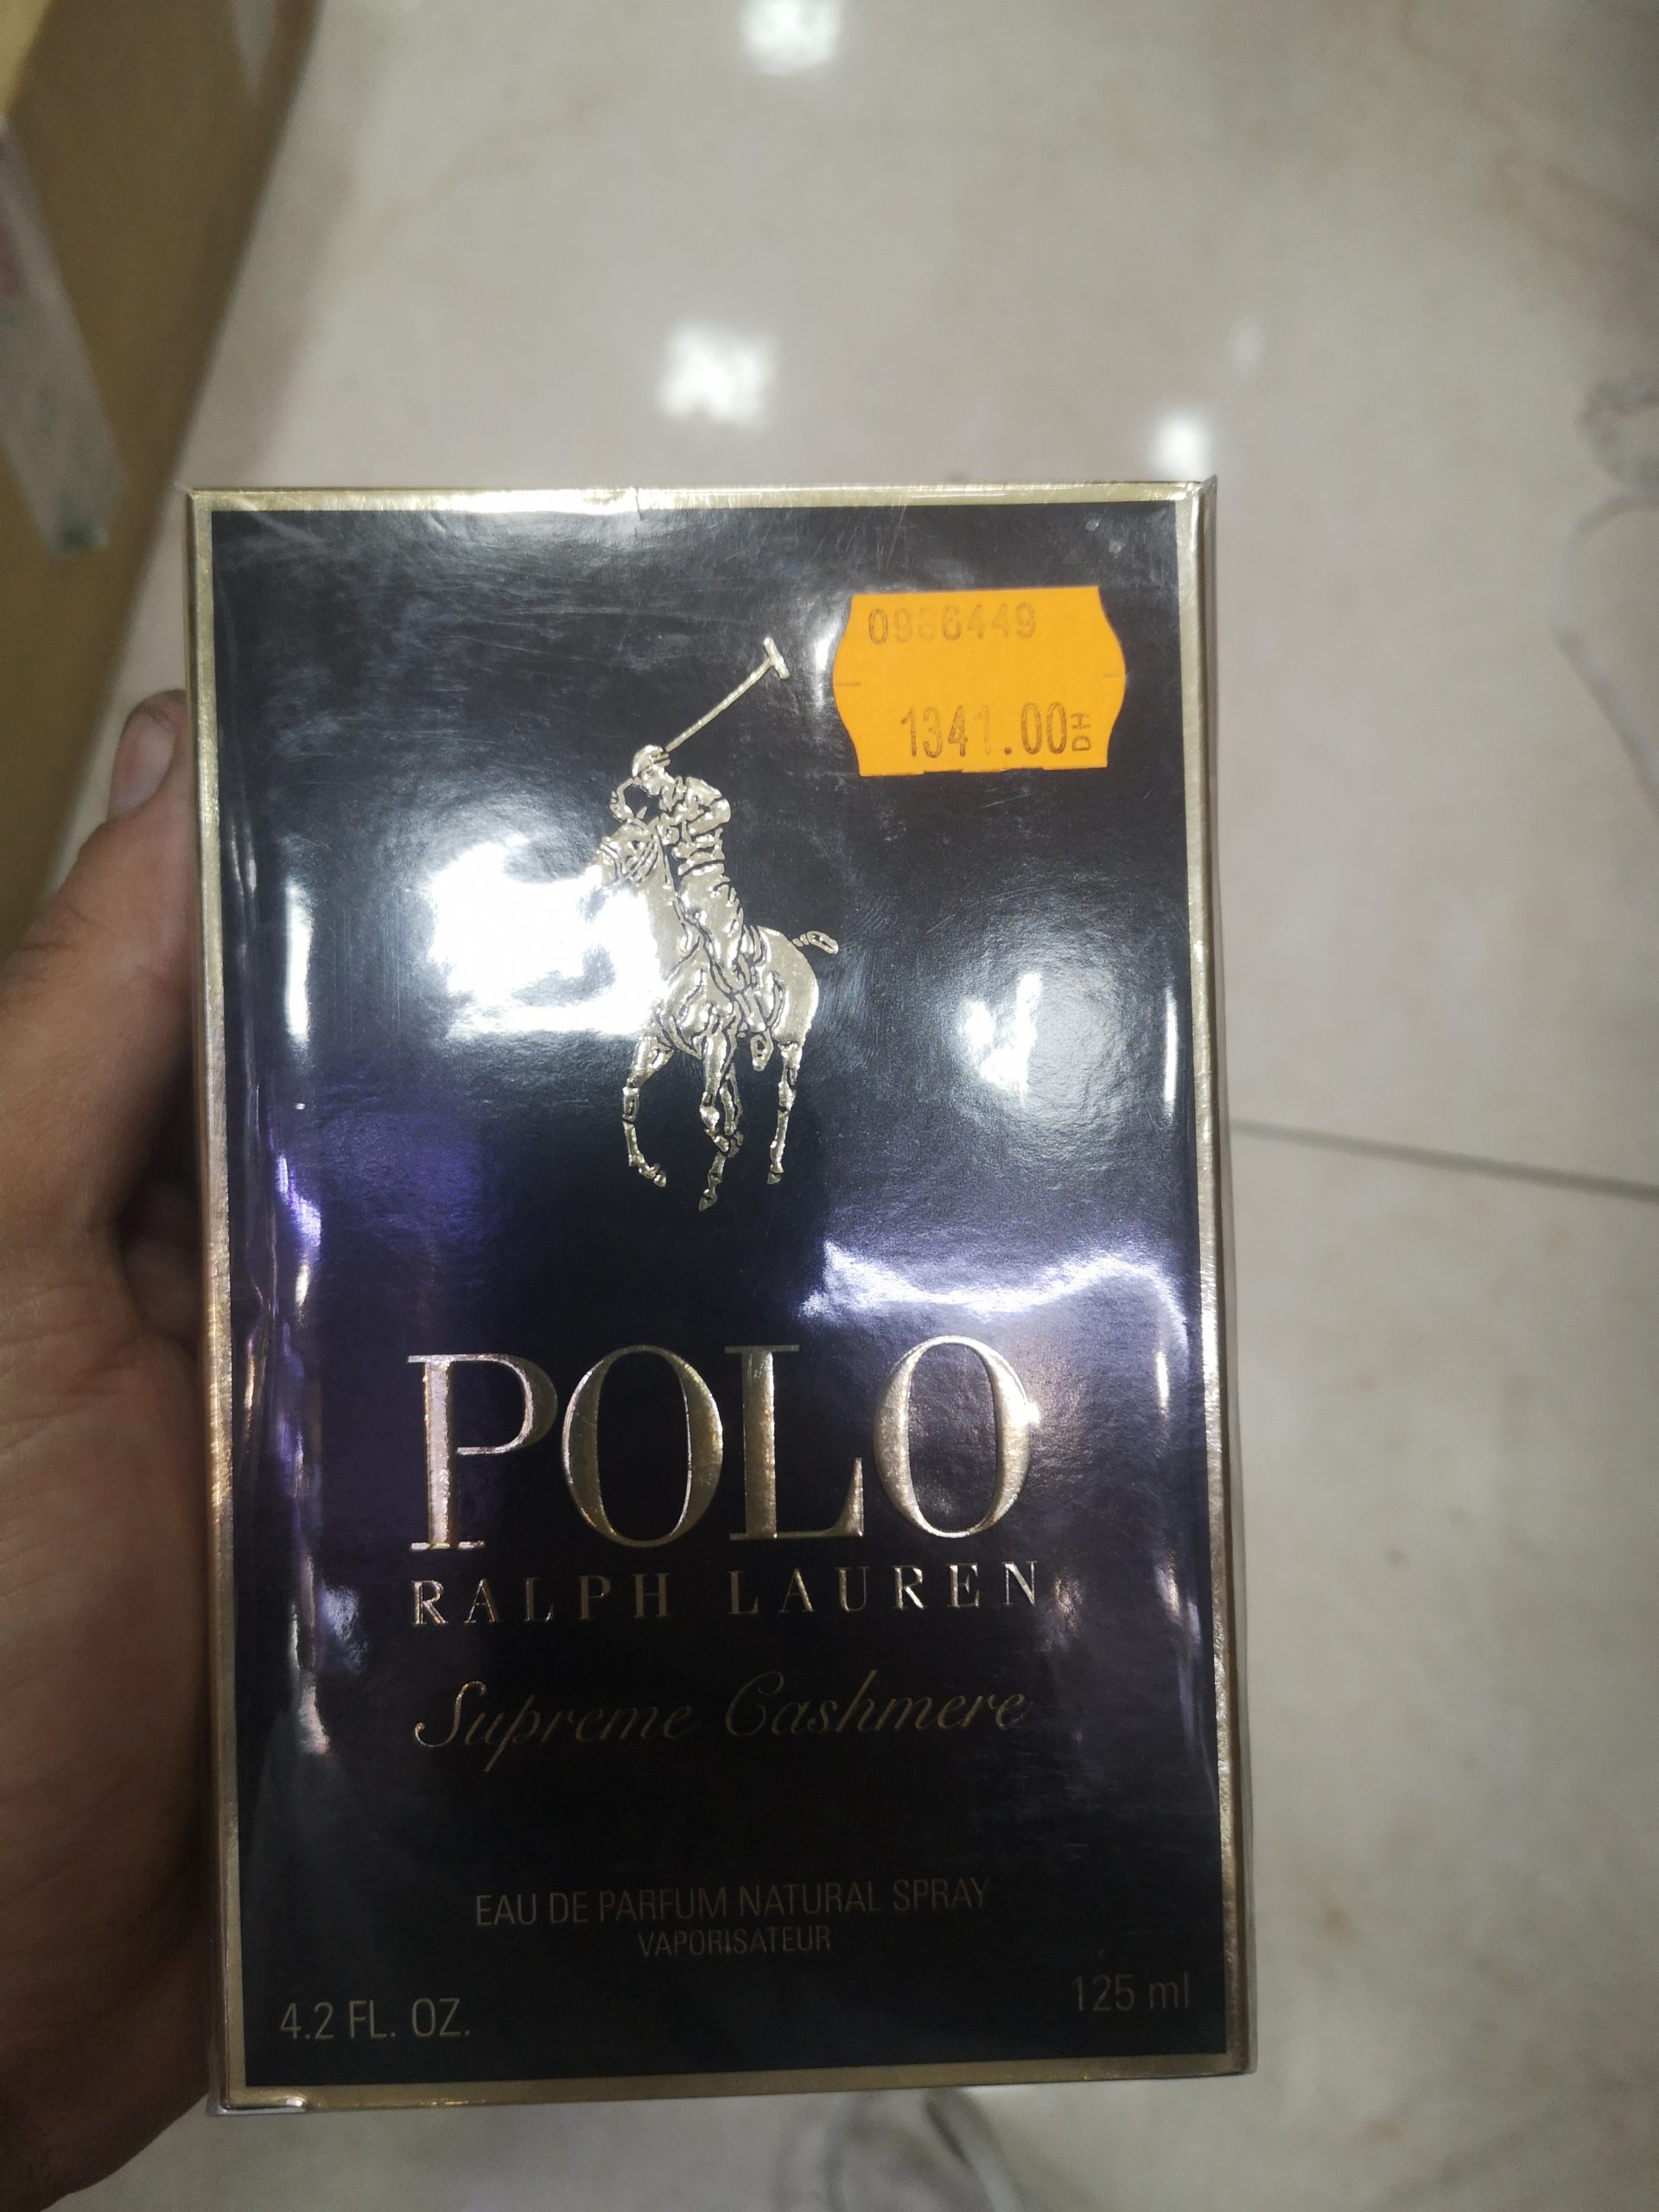 1341.00 DH
POLO
RALPH LAUREN
Supreme Cashmere
EAU DE PARFUM NATURAL SPRAY
VAPORISATEUR
4.2 FL. OZ.
125 ml